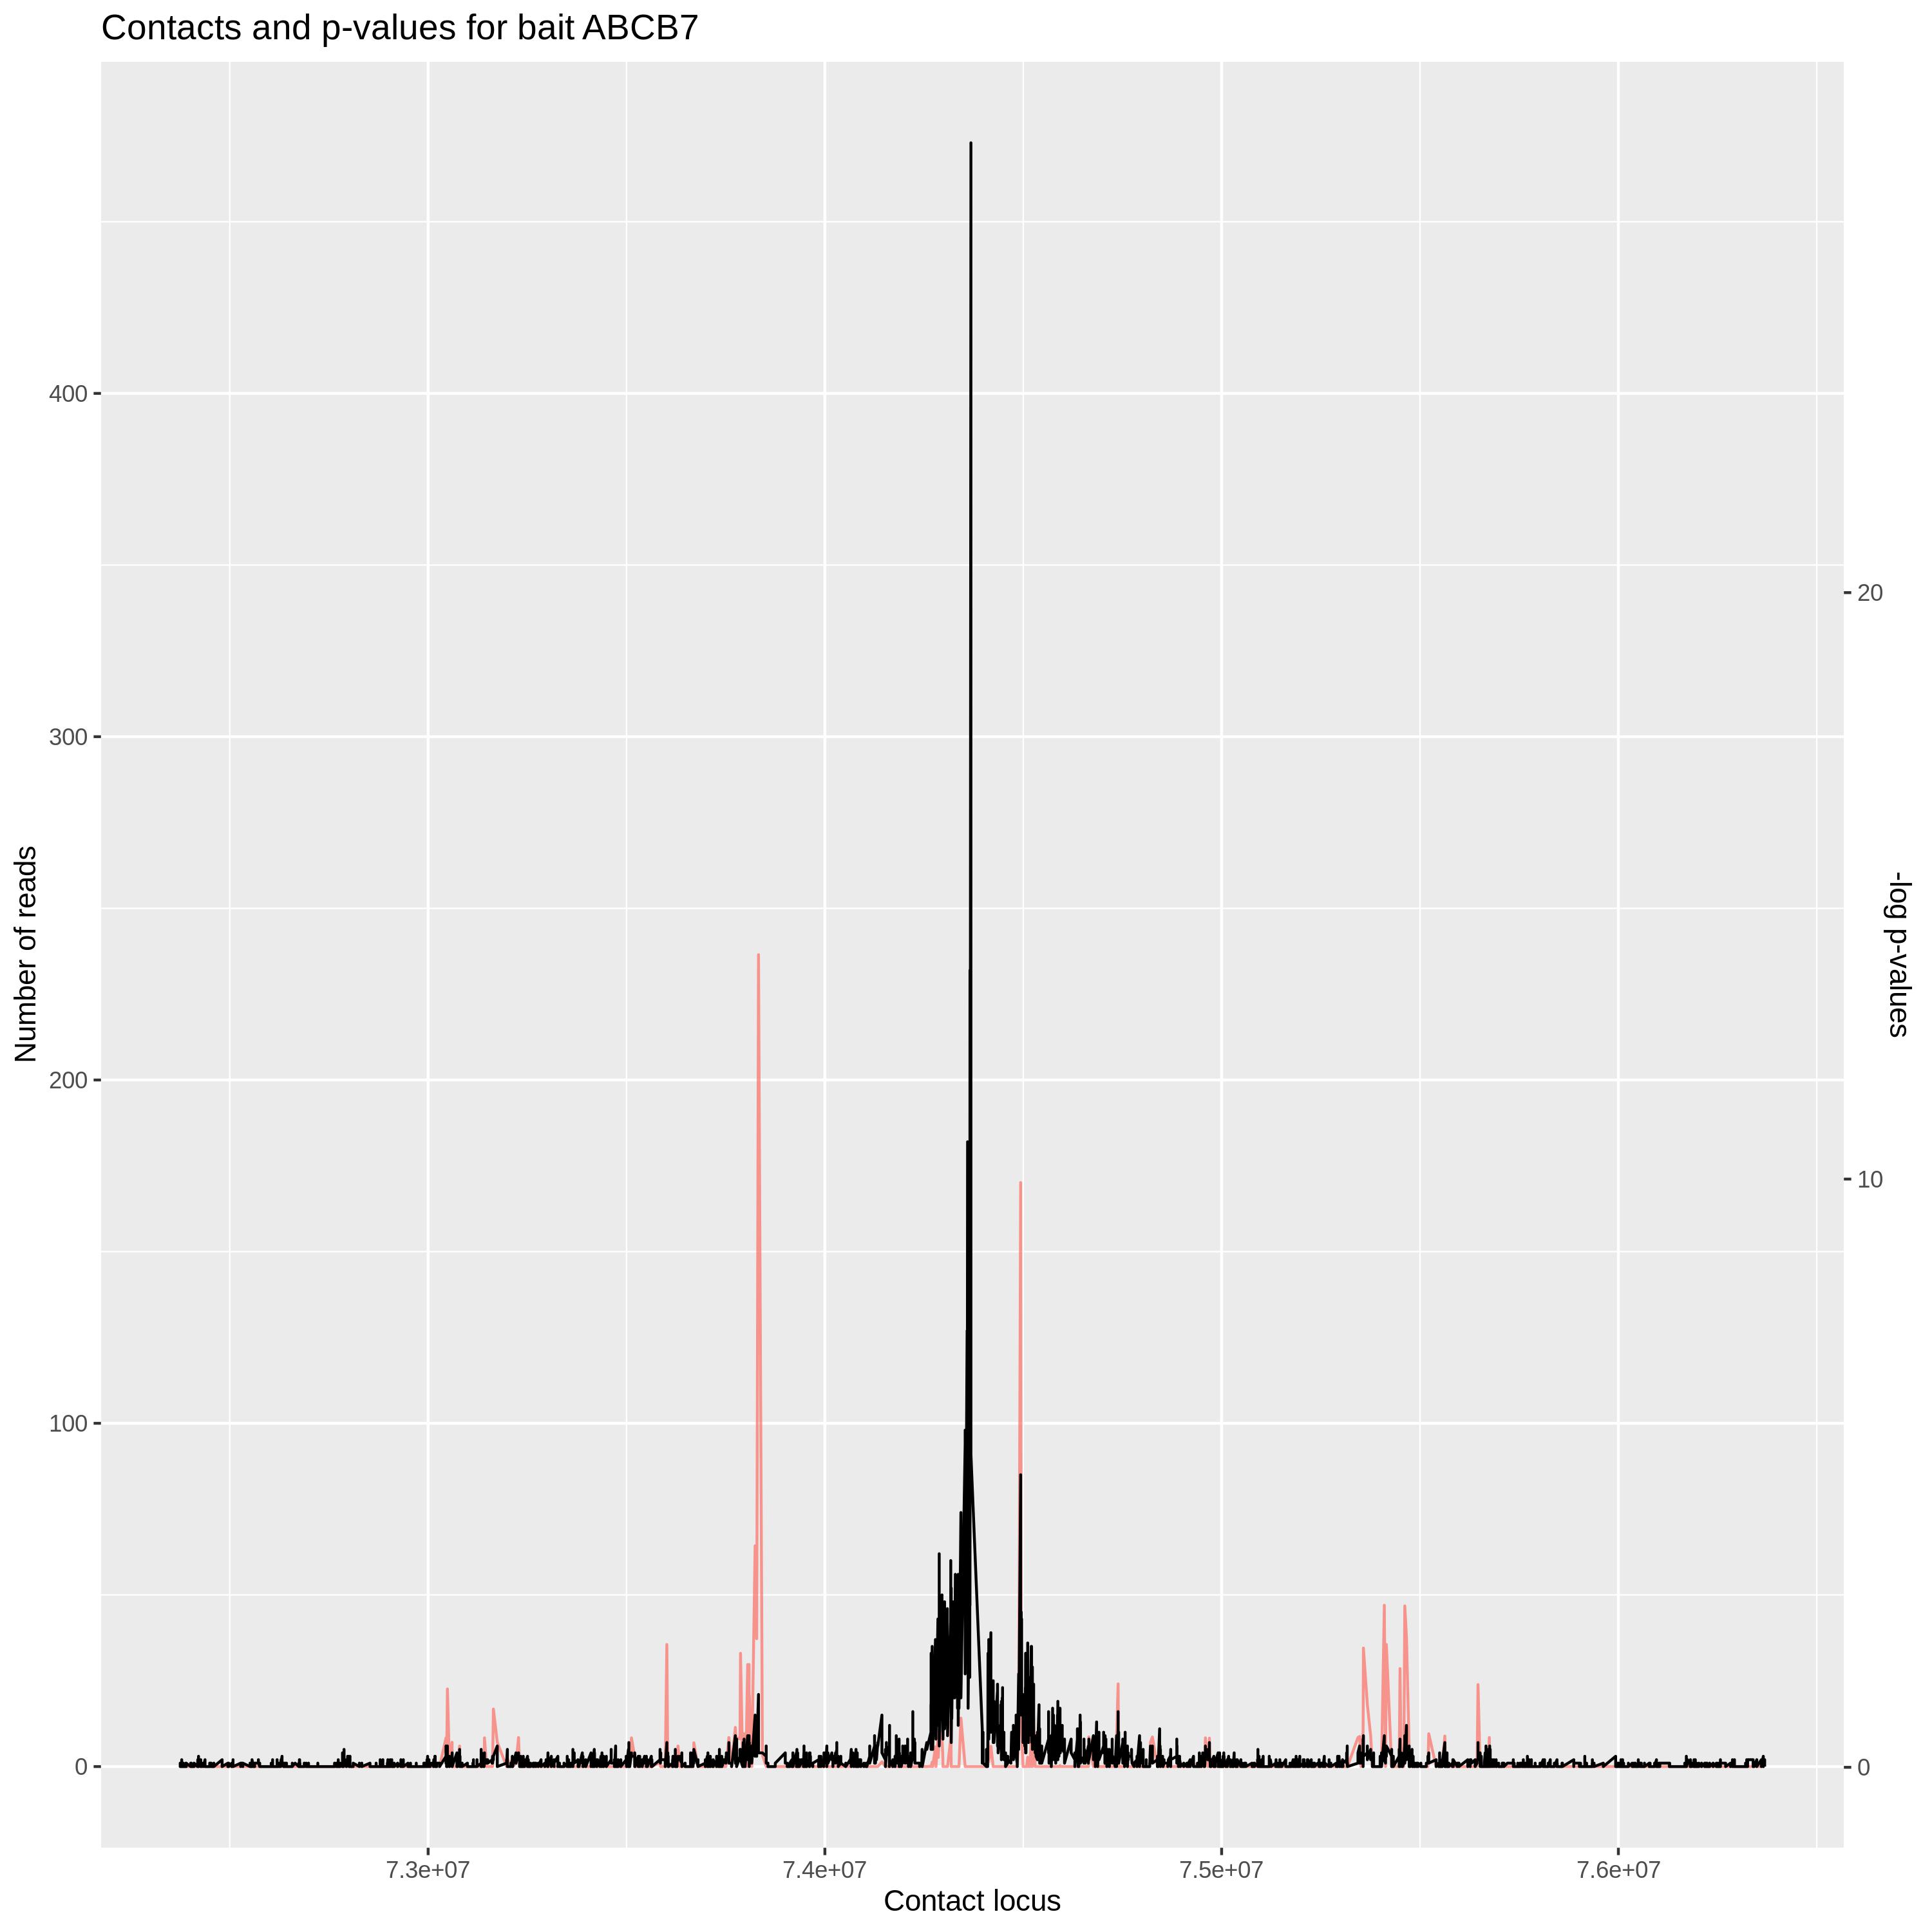 Contacts and p-values for bait ABCB7
400
300
200
100
0
Number of reads
20
10
0
-log p-values
7.3e+07
7.4e+07
7.5e+07
7.6e+07
Contact locus